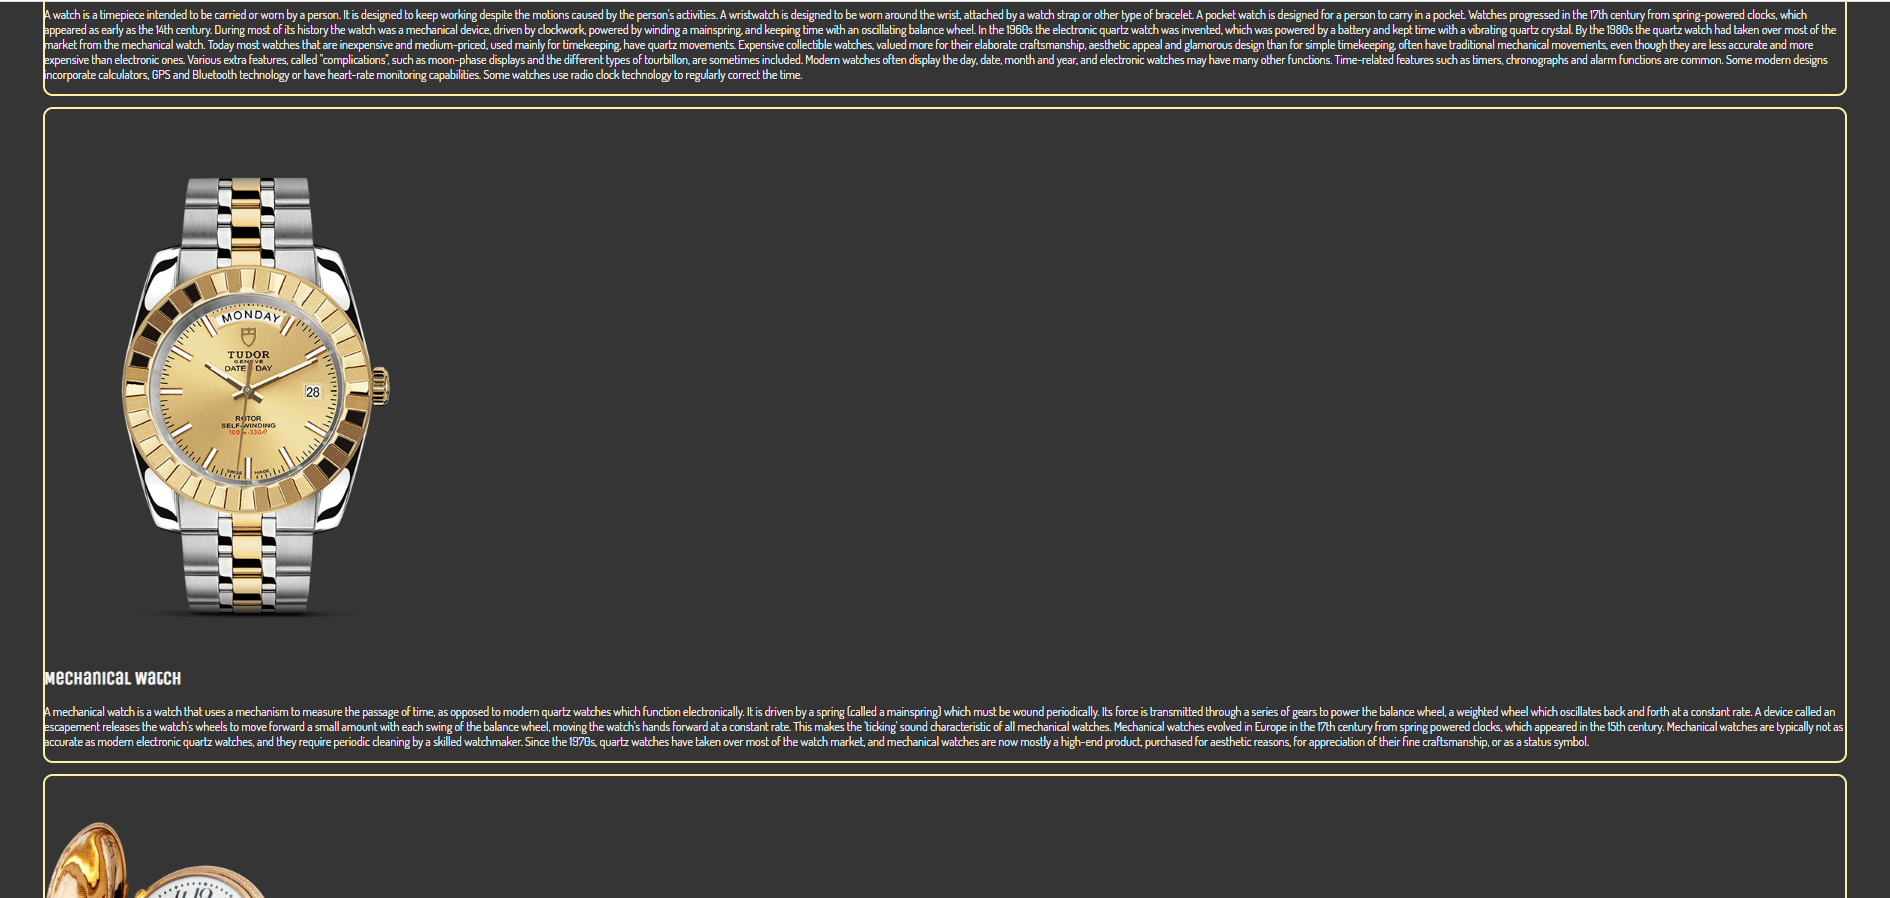 A watch is a timepiece intended to be carried or worn by a person. It is designed to keep working despite the motions caused by the person's activities. A wristwatch is designed to be worn around the wrist, attached by a watch strap or other type of bracelet. A pocket watch is designed for a person to carry in a pocket. Watches progressed in the 17th century from spring-powered clocks, which
appeared as early as the 14th century. During most of its history the watch was a mechanical device, driven by clockwork, powered by winding a mainspring, and keeping time with an oscillating balance wheel. In the 1960s the electronic quartz watch was invented, which was powered by a battery and kept time with a vibrating quartz crystal. By the 1980s the quartz watch had taken over most of the
market from the mechanical watch. Today most watches that are inexpensive and medium-priced, used mainly for timekeeping, have quartz movements. Expensive collectible watches, valued more for their elaborate craftsmanship, aesthetic appeal and glamorous design than for simple timekeeping, often have traditional mechanical movements, even though they are less accurate and more
expensive than electronic ones. Various extra features, called "complications", such as moon-phase displays and the different types of tourbillon, are sometimes included. Modern watches often display the day, date, month and year, and electronic watches may have many other functions. Time-related features such as timers, chronographs and alarm functions are common. Some modern designs
incorporate calculators, GPS and Bluetooth technology or have heart-rate monitoring capabilities. Some watches use radio clock technology to regularly correct the time.
MONDAY
TUDOR
GENEVE
DATE DAY
28
ROTOR
SELF-WINDING
SWISS MADE
Mechanical Watch
A mechanical watch is a watch that uses a mechanism to measure the passage of time, as opposed to modern quartz watches which function electronically. It is driven by a spring (called a mainspring) which must be wound periodically. Its force is transmitted through a series of gears to power the balance wheel, a weighted wheel which oscillates back and forth at a constant rate. A device called an
escapement releases the watch's wheels to move forward a small amount with each swing of the balance wheel, moving the watch's hands forward at a constant rate. This makes the 'ticking' sound characteristic of all mechanical watches. Mechanical watches evolved in Europe in the 17th century from spring powered clocks, which appeared in the 15th century. Mechanical watches are typically not as
accurate as modern electronic quartz watches, and they require periodic cleaning by a skilled watchmaker. Since the 1970s, quartz watches have taken over most of the watch market, and mechanical watches are now mostly a high-end product, purchased for aesthetic reasons, for appreciation of their fine craftsmanship, or as a status symbol.
11 10